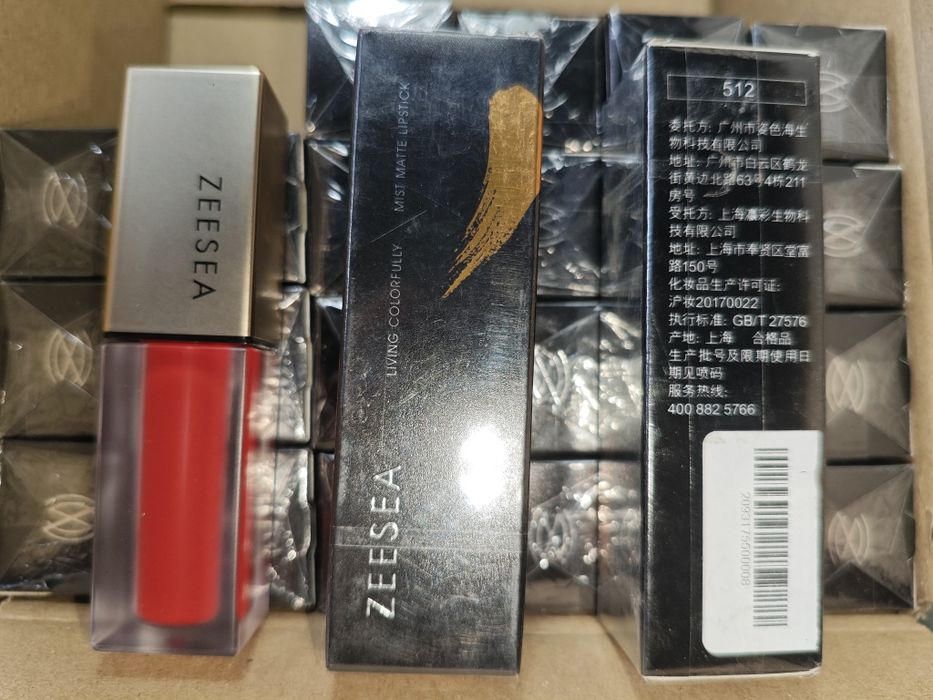 ZEESEA
LIVING COLORFULLY
MIST MATTE LIPSTICK
ZEESEA
512
委托方: 广州市姿色海生
物科技有限公司
地址: 广州市白云区鹤龙
街黄边北路63号4栋211
房号
受托方: 上海瀛彩生物科
技有限公司
地址: 上海市奉贤区堂富
路150号
化妆品生产许可证:
沪妆20170022
执行标准: GB/T 27576
产地: 上海 合格品
生产批号及限期使用日
期见喷码
服务热线:
400 882 5766